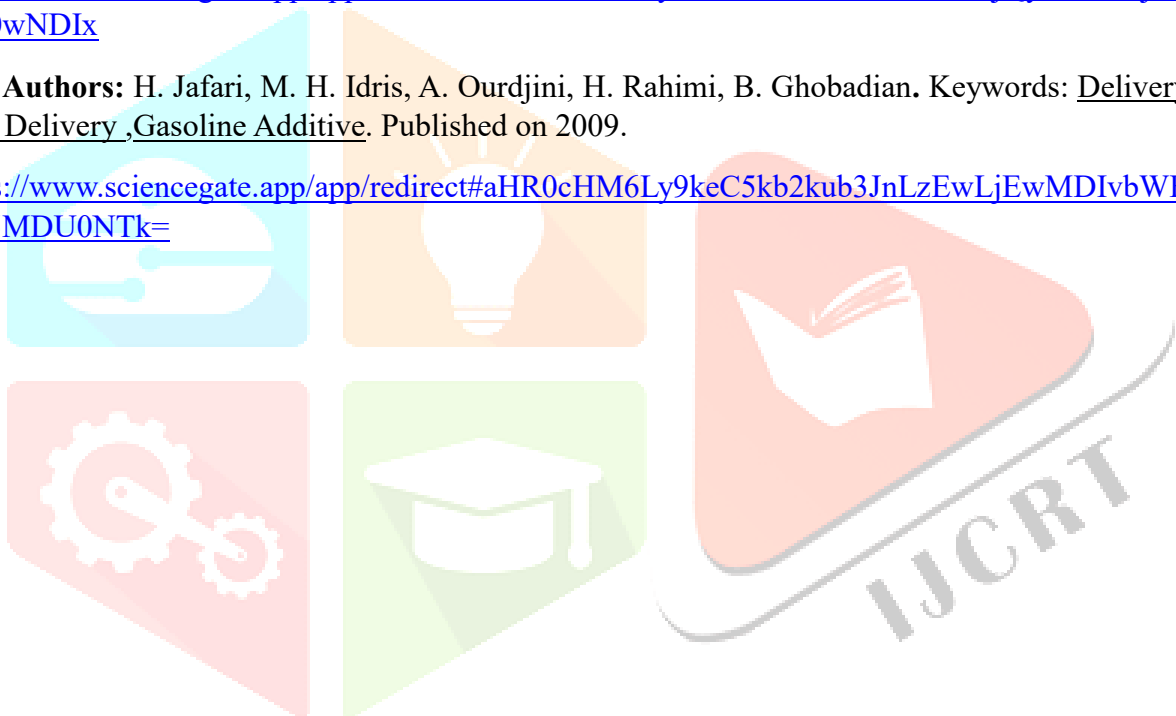 wNDIx
Authors: H. Jafari, M. H. Idris, A. Ourdjini, H. Rahimi, B. Ghobadian. Keywords: Delivery
Delivery ,Gasoline Additive. Published on 2009.
s://www.sciencegate.app/app/redirect#aHR0cHM6Ly9keC5kb2kub3JnLzEwLjEwMDIvbWF
MDU0NTk=
IJCRT